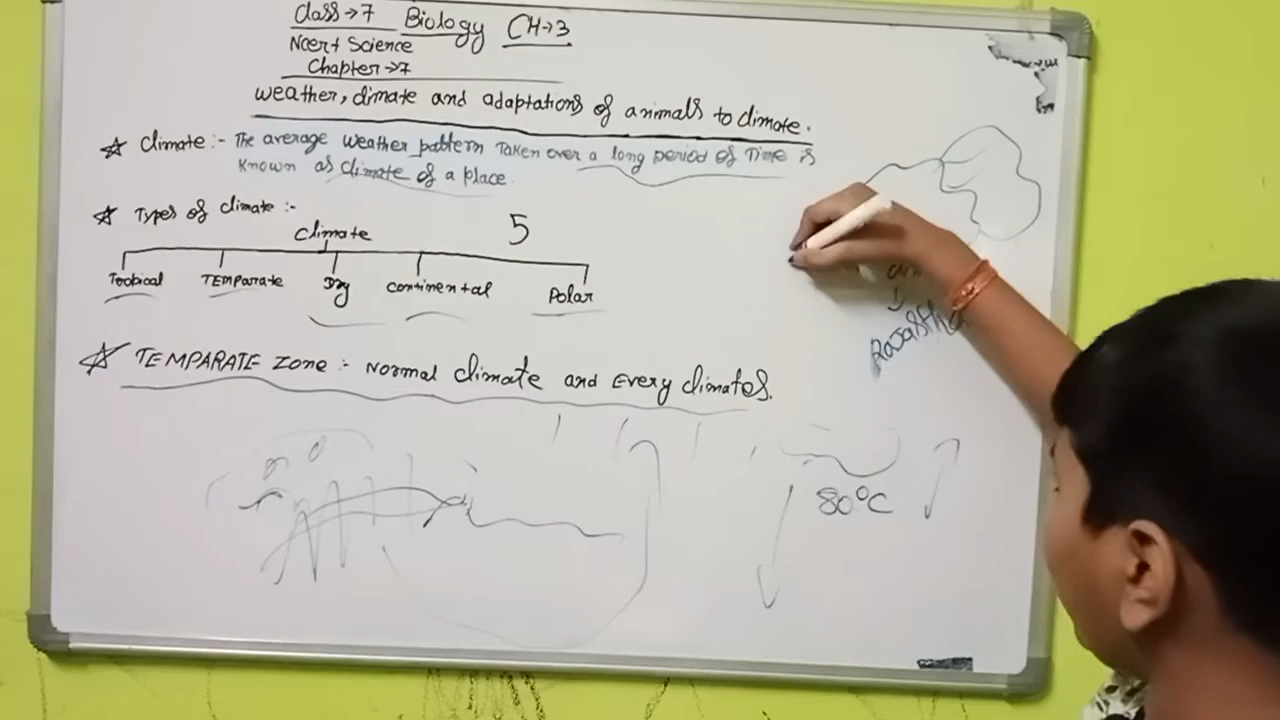 Class→7 Biology CH→3
Ncert Science
Chapter→7
weather, climate and adaptations of animals to climate.
☆ Climate:- The average weather pattern Taken over a long period of Time is
known as climate of a place.
☆ Types of climate:-
Climate 5
Tropical TEMParate Dry continental Polar
☆ TEMPARATE Zone:- Normal climate and Every climates.
80°C